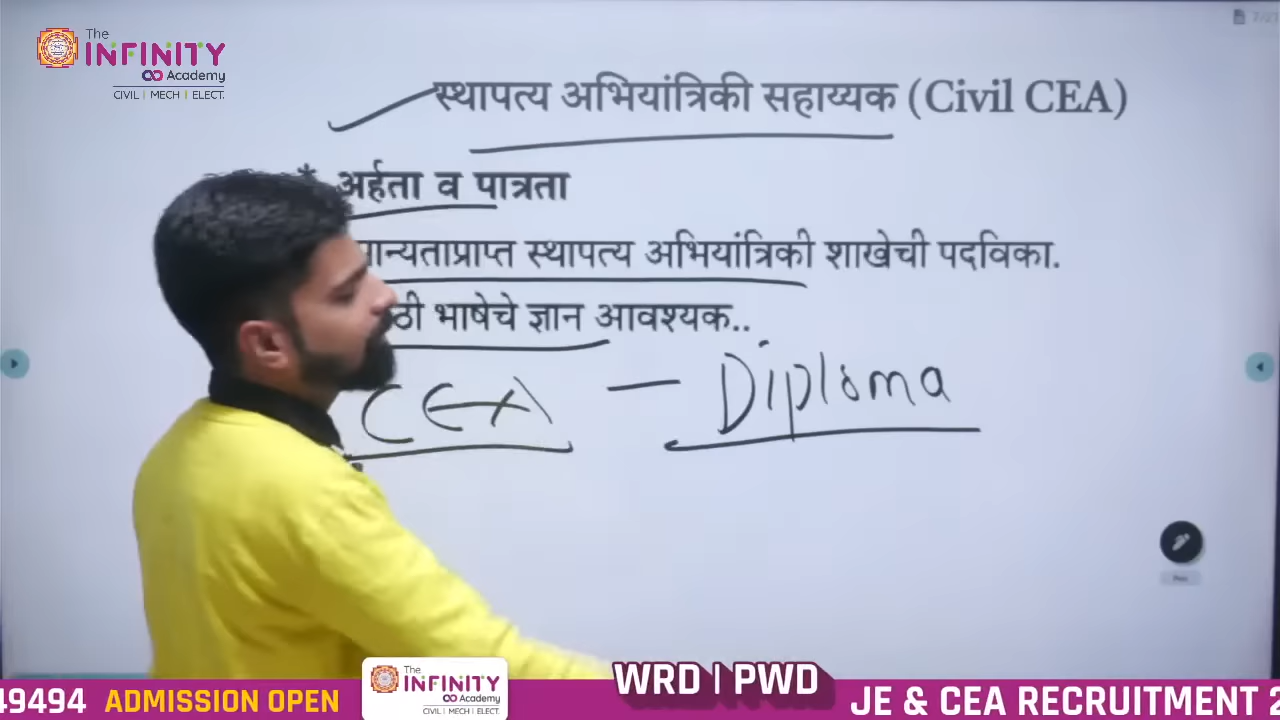 The
INFINITY
Academy
CIVIL | MECH | ELECT.
स्थापत्य अभियांत्रिकी सहाय्यक (Civil CEA)
* अर्हता व पात्रता
स्थापत्य अभियांत्रिकी शाखेची पदविका.
भाषेचे ज्ञान आवश्यक..
CEA — Diploma
Pen
The
INFINITY
Academy
CIVIL | MECH | ELECT.
49494 ADMISSION OPEN
WRD | PWD
JE & CEA RECRUITMENT 2